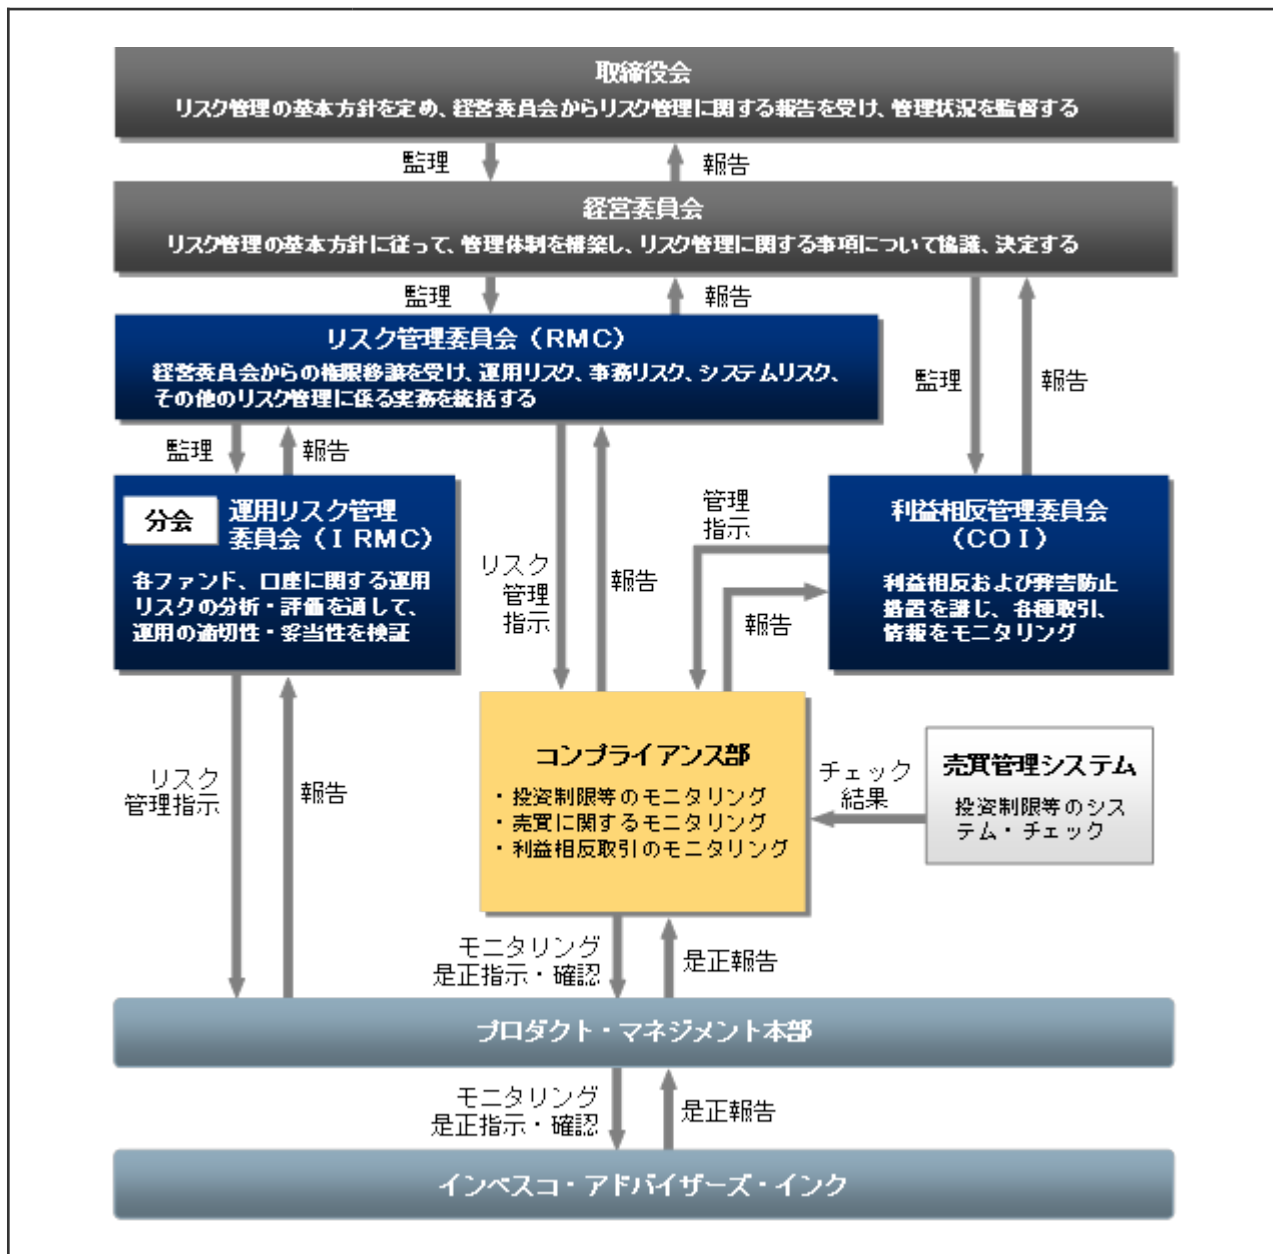 取締役会
リスク管理の基本方針を定め、経営委員会からリスク管理に関する報告を受け、管理状況を監督する
監理
報告
経営委員会
リスク管理の基本方針に従って、管理体制を構築し、リスク管理に関する事項について協議、決定する
監理
報告
リスク管理委員会（RMC）
経営委員会からの権限移譲を受け、運用リスク、事務リスク、システムリスク、
その他のリスク管理に係る実務を統括する
監理
報告
監理
報告
分会
運用リスク管理
委員会（ＩRMC）
各ファンド、口座に関する運用
リスクの分析・評価を通して、
運用の適切性・妥当性を検証
利益相反管理委員会
（COＩ）
利益相反および弊害防止
措置を講じ、各種取引、
情報をモニタリング
管理
指示
報告
リスク
管理
指示
報告
コンプライアンス部
・投資制限等のモニタリング
・売買に関するモニタリング
・利益相反取引のモニタリング
チェック
結果
売買管理システム
投資制限等のシス
テム・チェック
リスク
管理指示
報告
モニタリング
是正指示・確認
是正報告
プロダクト・マネジメント本部
モニタリング
是正指示・確認
是正報告
インベスコ・アドバイザーズ・インク